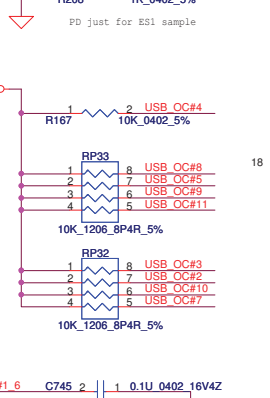 PD just for ES1 sample
1 2 USB_OC#4
R167 10K_0402_5%
18
RP33
1 8 USB_OC#8
2 7 USB_OC#5
3 6 USB_OC#9
4 5 USB_OC#11
10K_1206_8P4R_5%
RP32
1 8 USB_OC#3
2 7 USB_OC#2
3 6 USB_OC#10
4 5 USB_OC#7
10K_1206_8P4R_5%
#1_6 C745 2 1 0.1U_0402_16V4Z